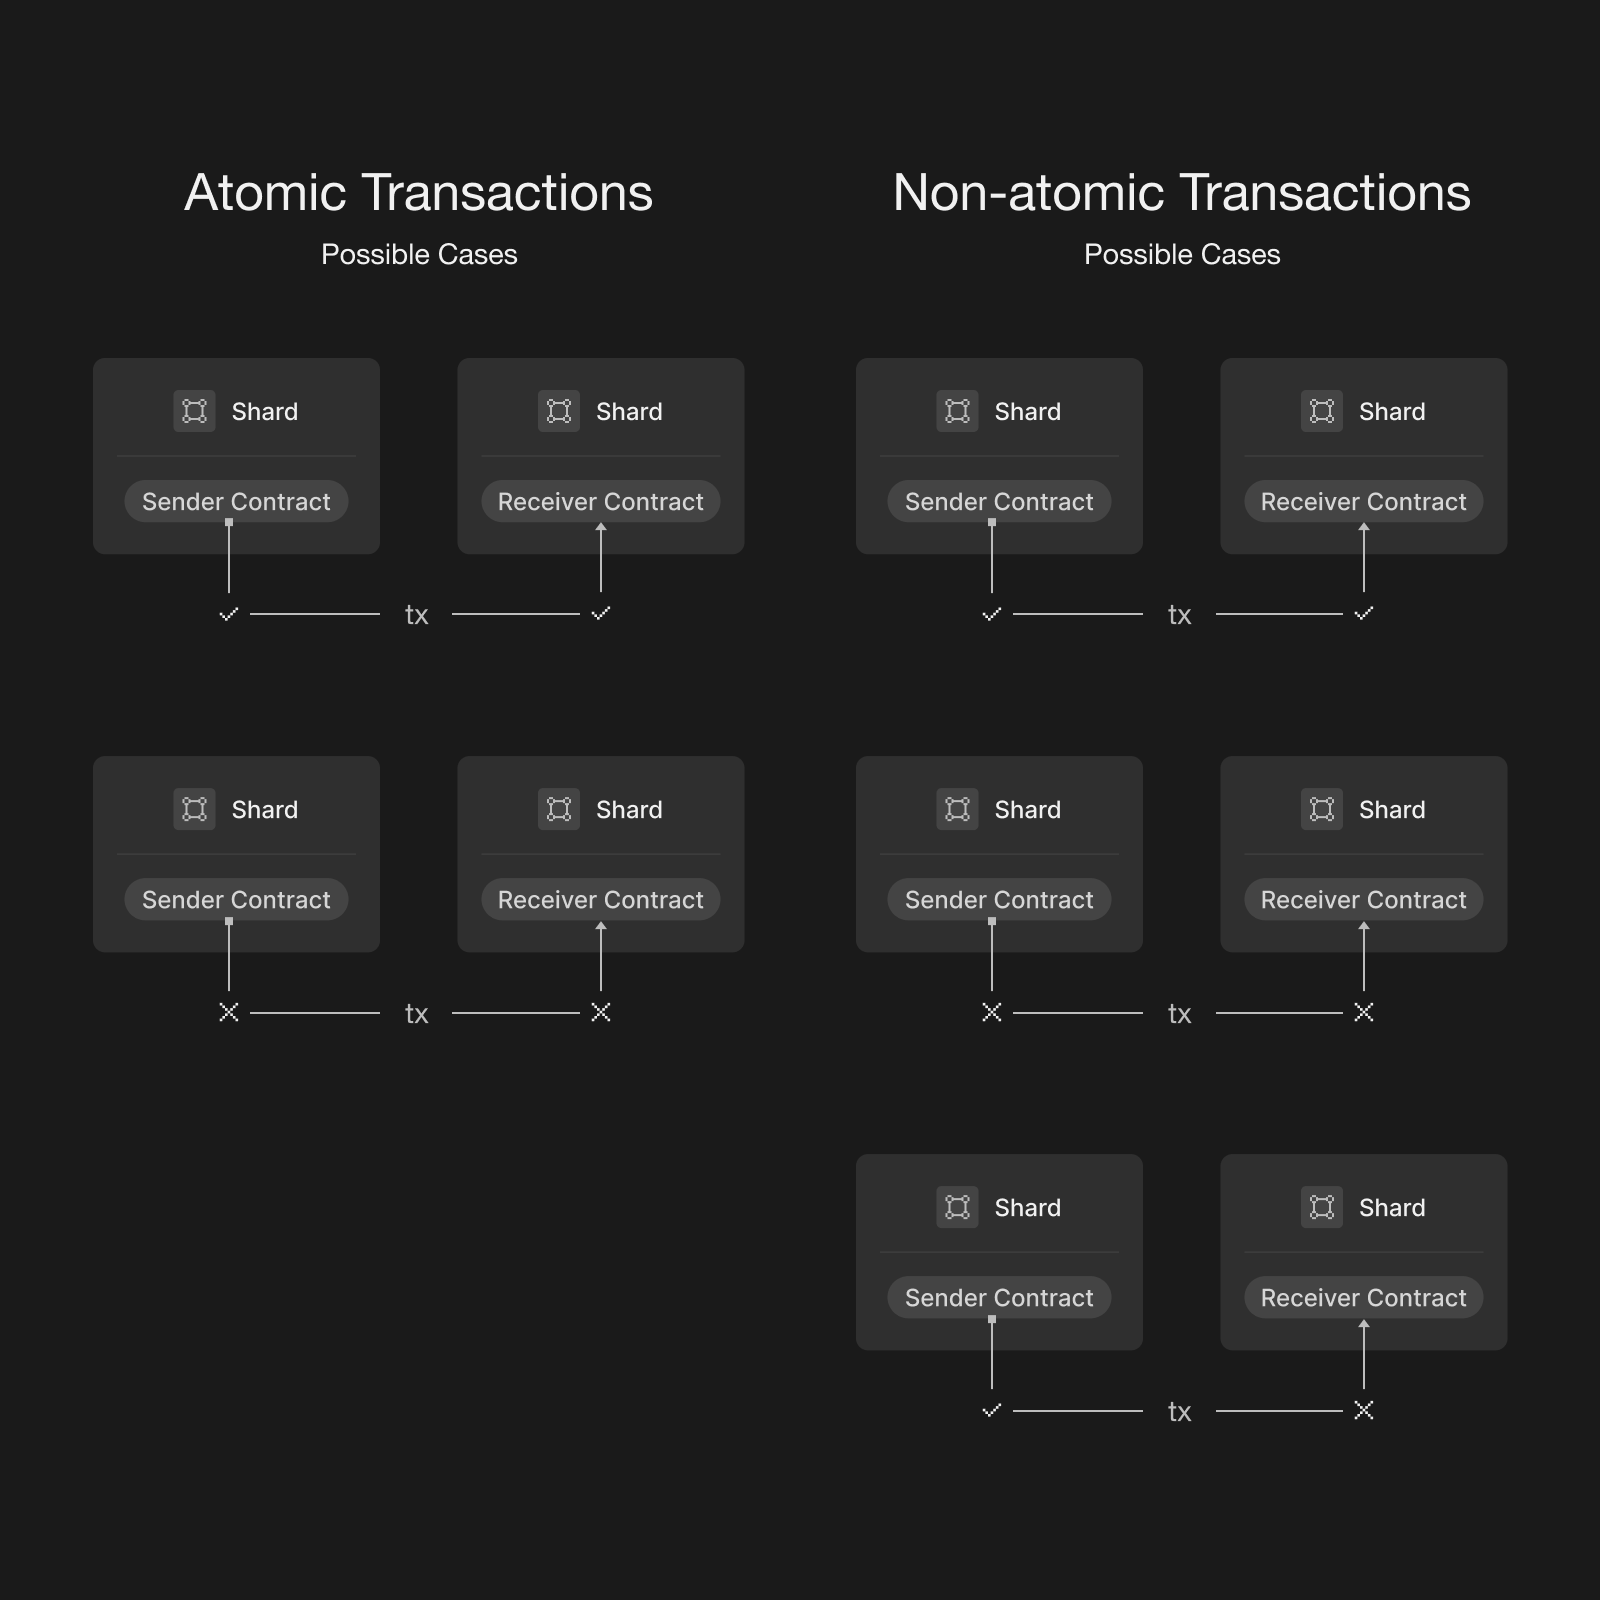 Atomic Transactions
Possible Cases
Shard
Shard
Sender Contract
Receiver Contract
tx
Shard
Shard
Sender Contract
Receiver Contract
tx
Non-atomic Transactions
Possible Cases
Shard
Shard
Sender Contract
Receiver Contract
tx
Shard
Shard
Sender Contract
Receiver Contract
tx
Shard
Shard
Sender Contract
Receiver Contract
tx